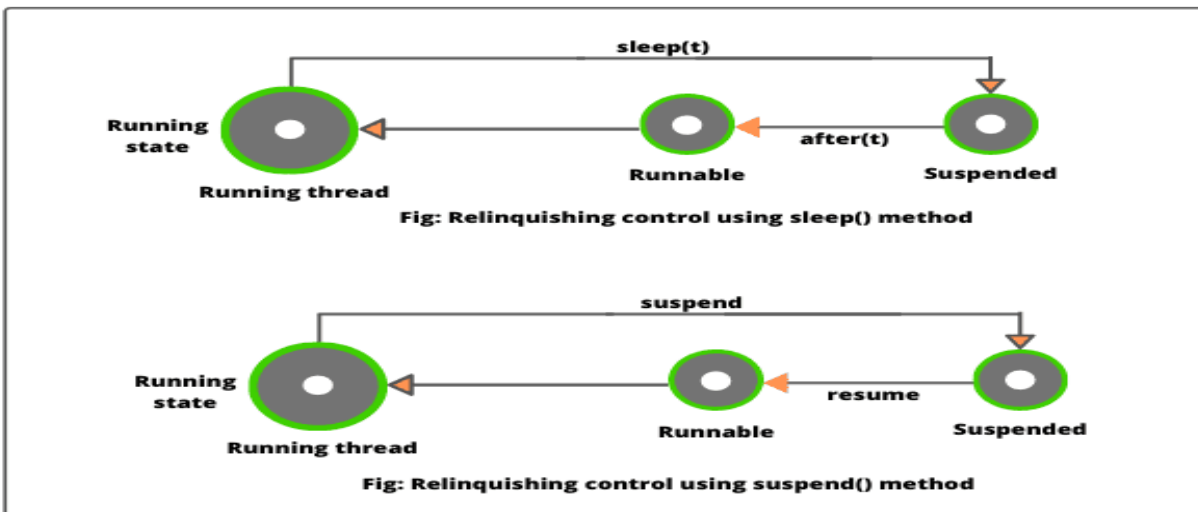 sleep(t)
Running
state
after(t)
Running thread
Runnable
Suspended
Fig: Relinquishing control using sleep() method
suspend
Running
state
resume
Running thread
Runnable
Suspended
Fig: Relinquishing control using suspend() method